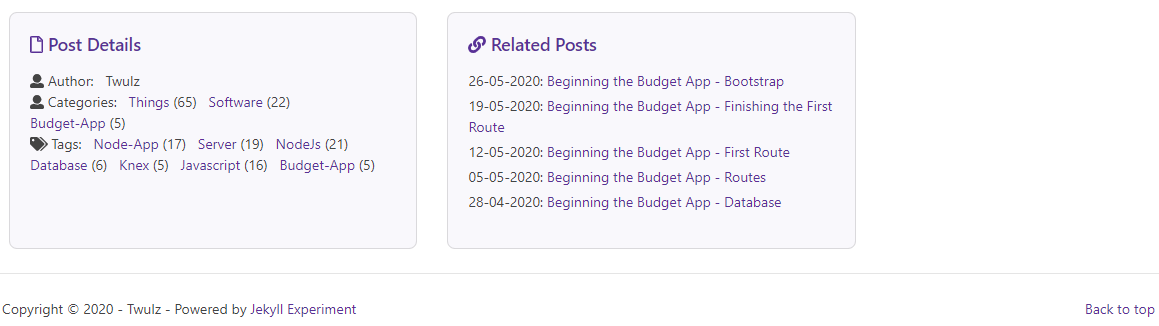 Post Details
Author: Twulz
Categories: Things (65) Software (22)
Budget-App (5)
Tags: Node-App (17) Server (19) NodeJs (21)
Database (6) Knex (5) Javascript (16) Budget-App (5)
Related Posts
26-05-2020: Beginning the Budget App - Bootstrap
19-05-2020: Beginning the Budget App - Finishing the First
Route
12-05-2020: Beginning the Budget App - First Route
05-05-2020: Beginning the Budget App - Routes
28-04-2020: Beginning the Budget App - Database
Copyright © 2020 - Twulz - Powered by Jekyll Experiment
Back to top